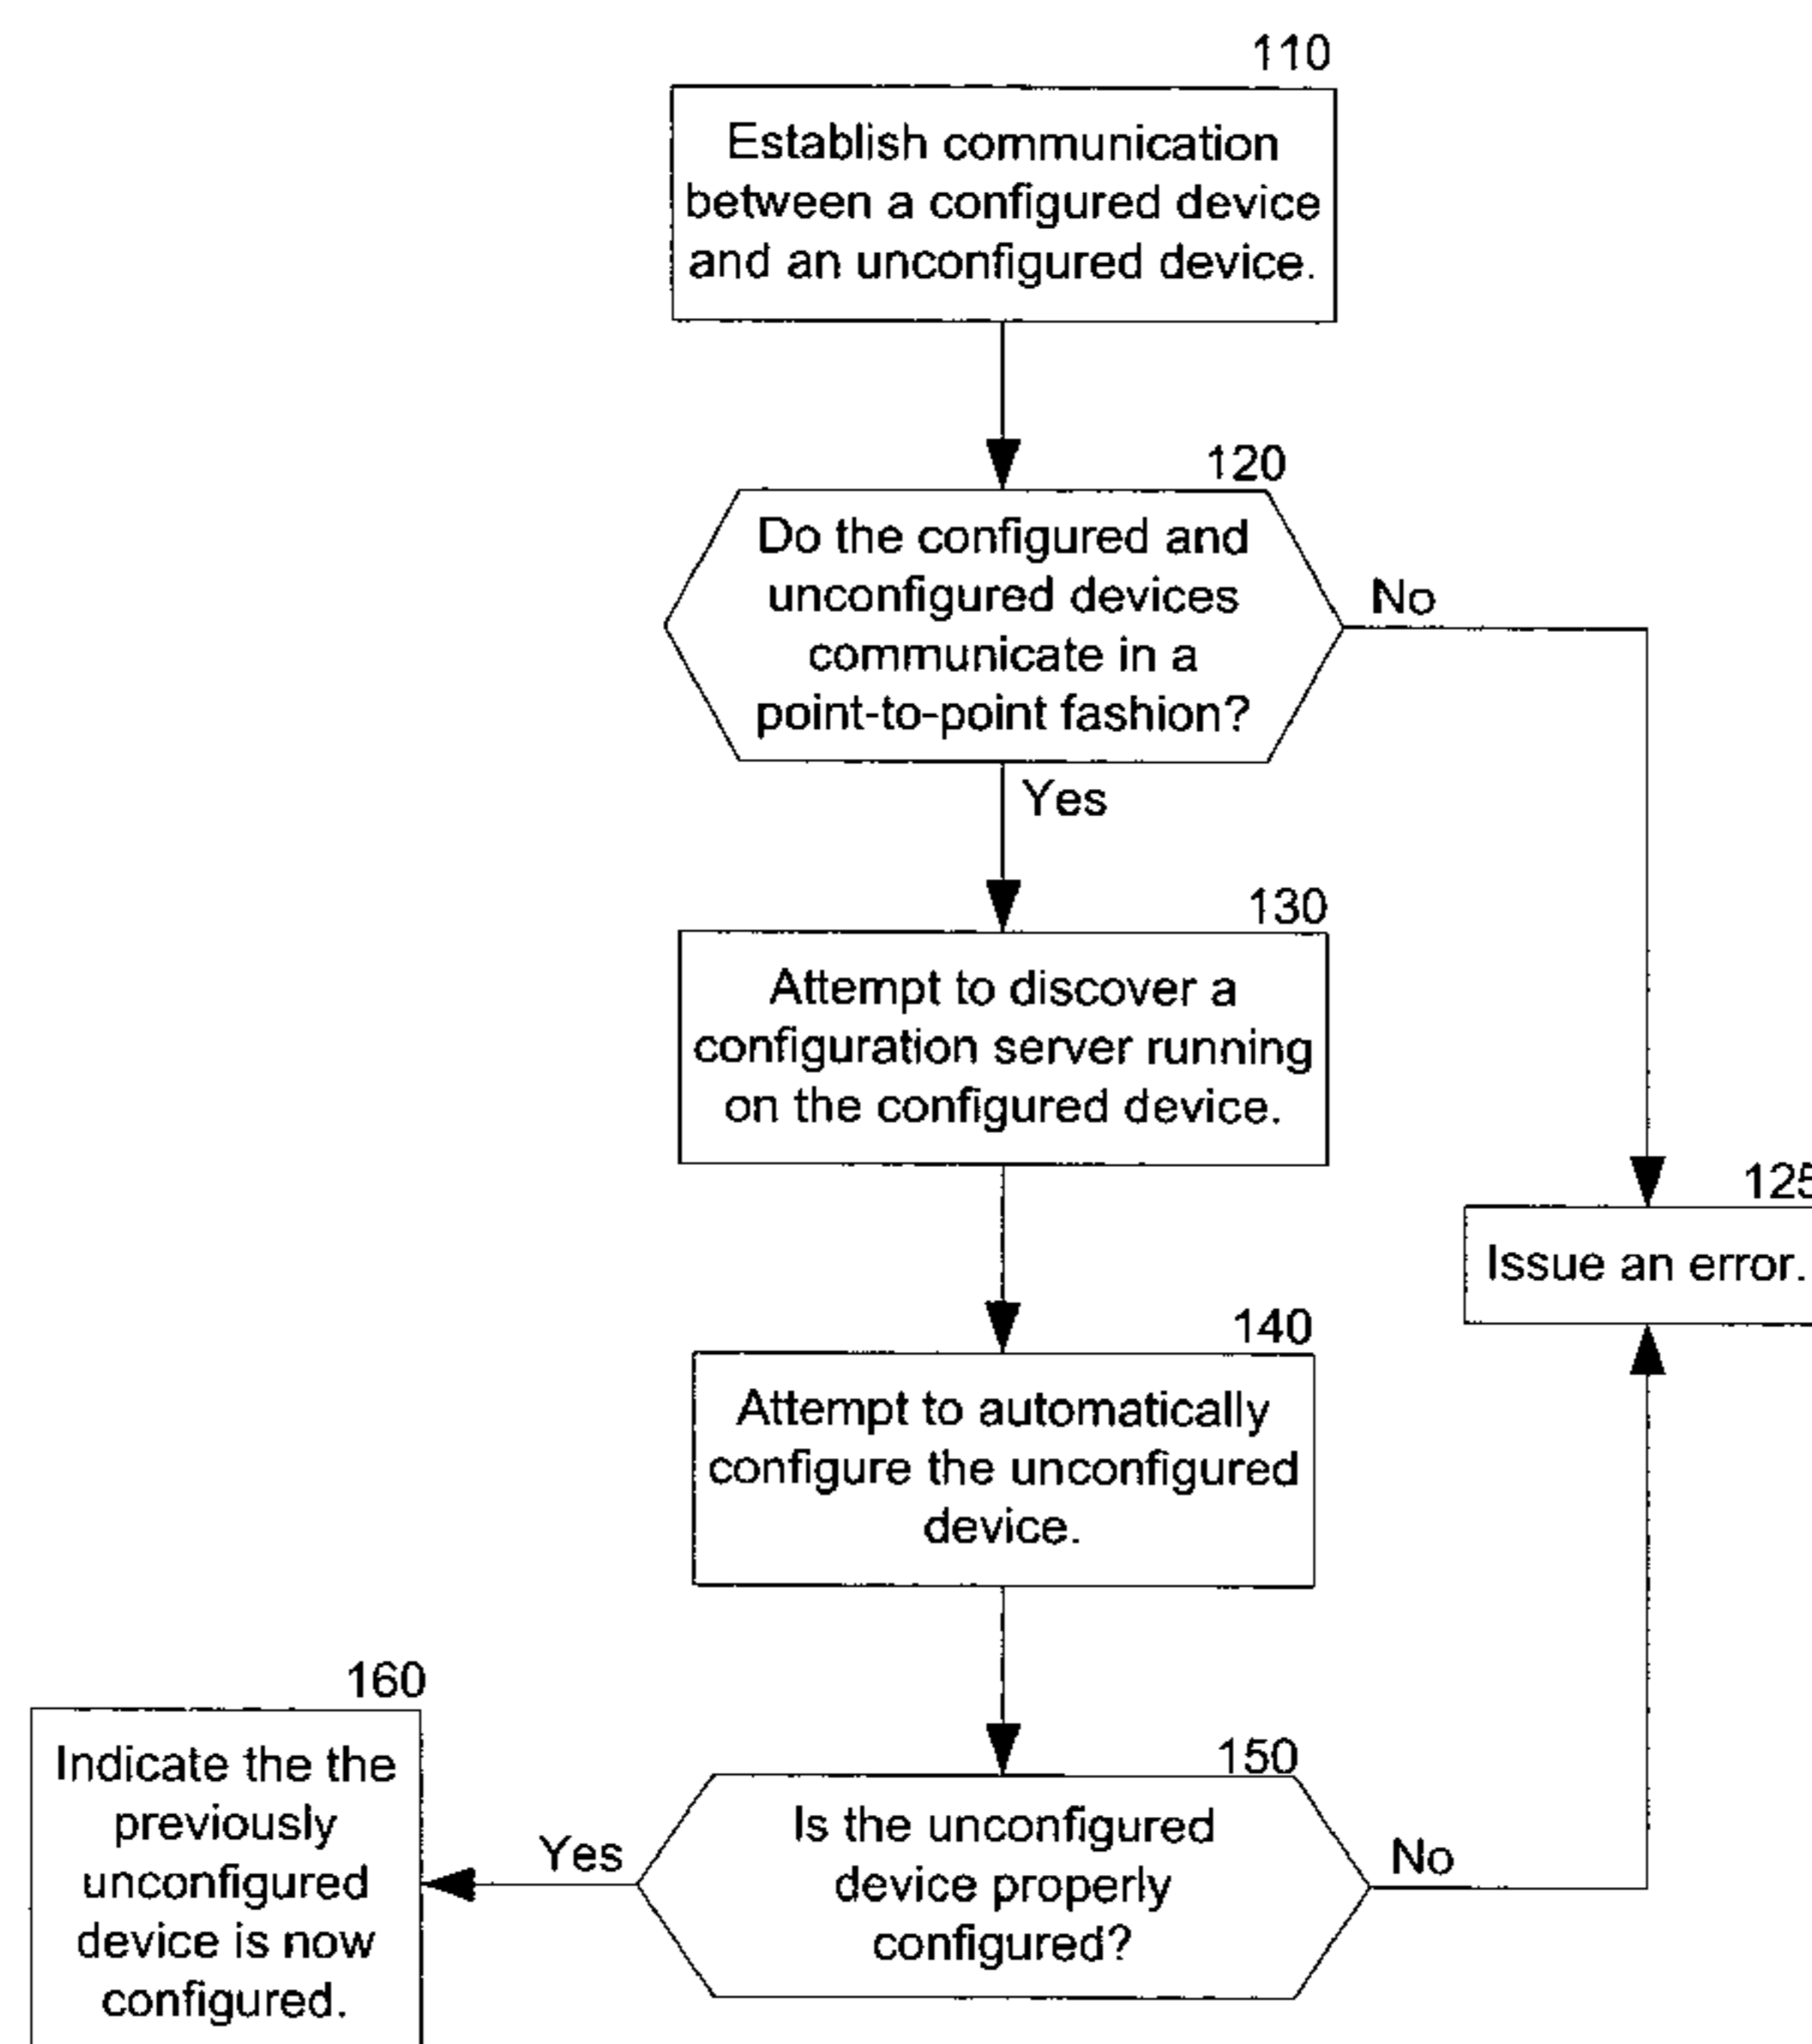 110
Establish communication
between a configured device
and an unconfigured device.
120
Do the configured and
unconfigured devices
communicate in a
point-to-point fashion?
No
Yes
130
Attempt to discover a
configuration server running
on the configured device.
125
Issue an error.
140
Attempt to automatically
configure the unconfigured
device.
160
Indicate the the
previously
unconfigured
device is now
configured.
Yes
150
Is the unconfigured
device properly
configured?
No